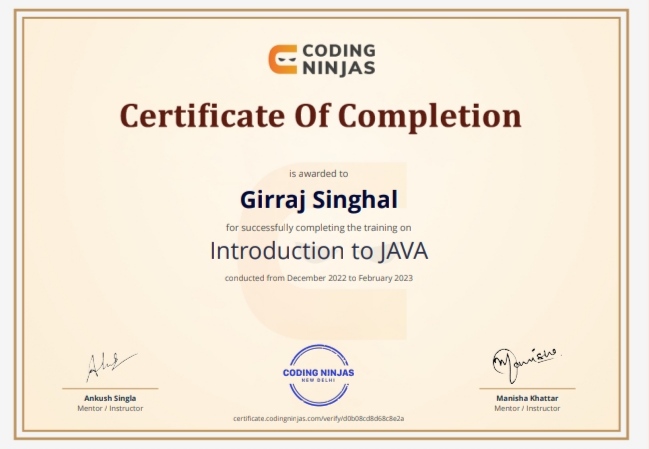 CODING
NINJAS
Certificate Of Completion
is awarded to
Girraj Singhal
for successfully completing the training on
Introduction to JAVA
conducted from December 2022 to February 2023
Ankush Singla
Mentor / Instructor
CODING NINJAS
NEW DELHI
Manisha Khattar
Mentor / Instructor
certificate.codingninjas.com/verify/d0b08cd8d68c8e2a